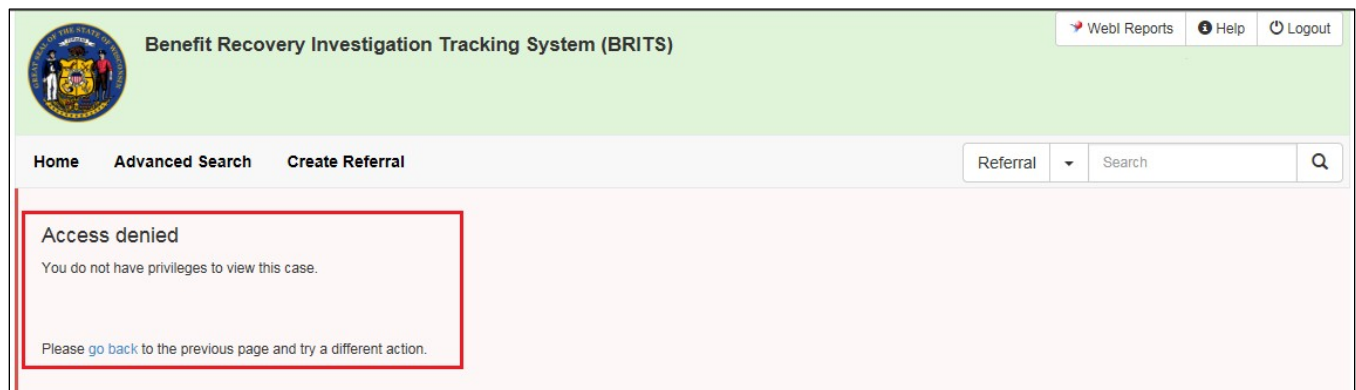 Benefit Recovery Investigation Tracking System (BRITS)
WebI Reports Help Logout
Home Advanced Search Create Referral Referral Search
Access denied
You do not have privileges to view this case.
Please go back to the previous page and try a different action.